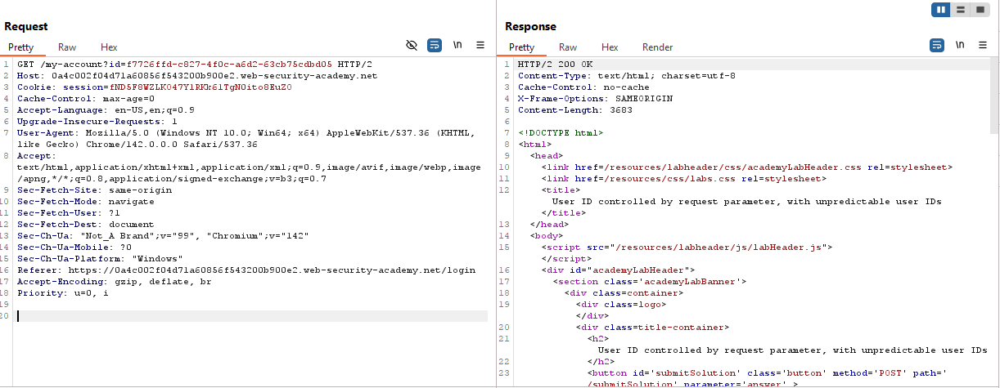 Request
Pretty Raw Hex
\n
1 GET /my-account?id=f7726ffd-c827-4f0c-a6d2-63cb75cdbd05 HTTP/2
2 Host: 0a4c002f04d71a60856f543200b900e2.web-security-academy.net
3 Cookie: session=fND5F8WZLKO47Y1RKk61TgN0ito8EuZO
4 Cache-Control: max-age=0
5 Accept-Language: en-US,en;q=0.9
6 Upgrade-Insecure-Requests: 1
7 User-Agent: Mozilla/5.0 (Windows NT 10.0; Win64; x64) AppleWebKit/537.36 (KHTML,
like Gecko) Chrome/142.0.0.0 Safari/537.36
8 Accept:
text/html,application/xhtml+xml,application/xml;q=0.9,image/avif,image/webp,image
/apng,*/*;q=0.8,application/signed-exchange;v=b3;q=0.7
9 Sec-Fetch-Site: same-origin
10 Sec-Fetch-Mode: navigate
11 Sec-Fetch-User: ?1
12 Sec-Fetch-Dest: document
13 Sec-Ch-Ua: "Not_A Brand";v="99", "Chromium";v="142"
14 Sec-Ch-Ua-Mobile: ?0
15 Sec-Ch-Ua-Platform: "Windows"
16 Referer: https://0a4c002f04d71a60856f543200b900e2.web-security-academy.net/login
17 Accept-Encoding: gzip, deflate, br
18 Priority: u=0, i
19
20
Response
Pretty Raw Hex Render
\n
1 HTTP/2 200 OK
2 Content-Type: text/html; charset=utf-8
3 Cache-Control: no-cache
4 X-Frame-Options: SAMEORIGIN
5 Content-Length: 3683
6
7 <!DOCTYPE html>
8 <html>
9 <head>
10 <link href=/resources/labheader/css/academyLabHeader.css rel=stylesheet>
11 <link href=/resources/css/labs.css rel=stylesheet>
12 <title>
User ID controlled by request parameter, with unpredictable user IDs
</title>
13 </head>
14 <body>
15 <script src="/resources/labheader/js/labHeader.js">
</script>
16 <div id="academyLabHeader">
17 <section class='academyLabBanner'>
18 <div class=container>
19 <div class=logo>
</div>
20 <div class=title-container>
21 <h2>
User ID controlled by request parameter, with unpredictable user IDs
22 </h2>
23 <button id='submitSolution' class='button' method='POST' path='
/submitSolution' parameter='answer' >